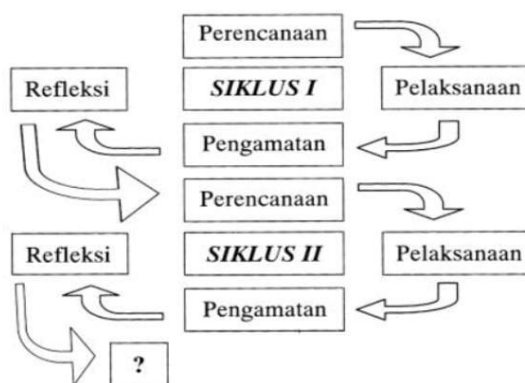 Perencanaan
Refleksi
SIKLUS I
Pelaksanaan
Pengamatan
Perencanaan
Refleksi
SIKLUS II
Pelaksanaan
Pengamatan
?